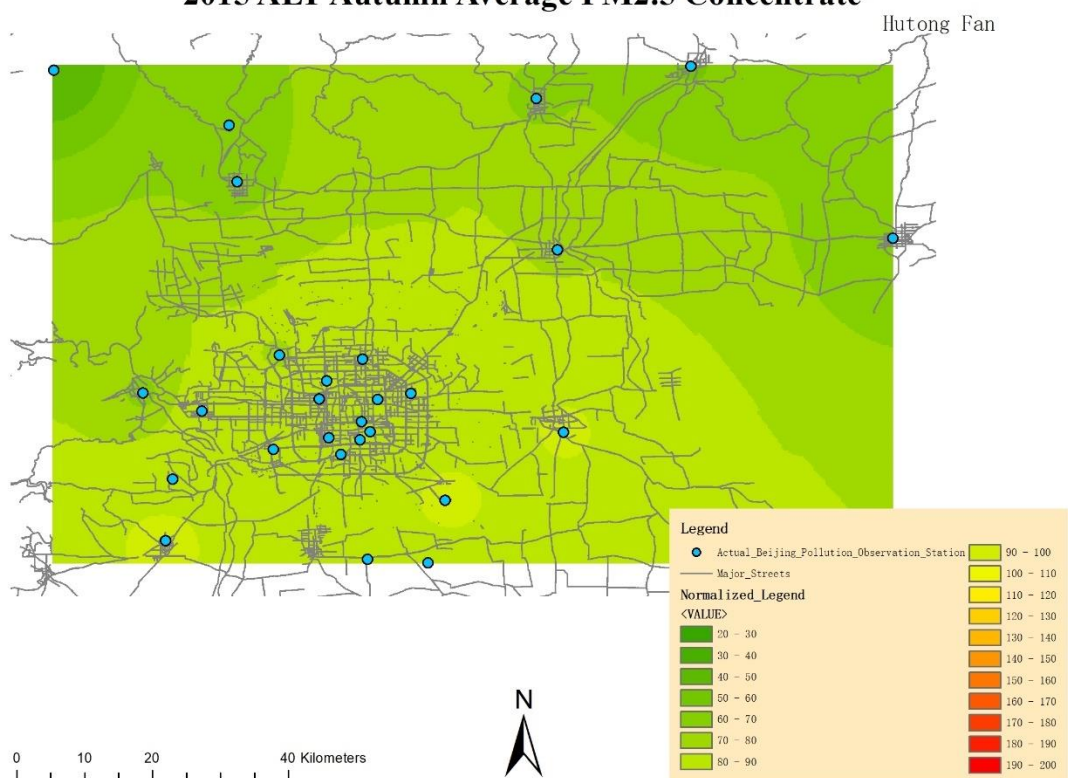 2015 ALL Autumn Average PM2.5 Concentrate
Hutong Fan
Legend
Actual_Beijing_Pollution_Observation_Station
Major_Streets
Normalized_Legend
<VALUE>
20 - 30
30 - 40
40 - 50
50 - 60
60 - 70
70 - 80
80 - 90
90 - 100
100 - 110
110 - 120
120 - 130
130 - 140
140 - 150
150 - 160
160 - 170
170 - 180
180 - 190
190 - 200
N
0 10 20 40 Kilometers